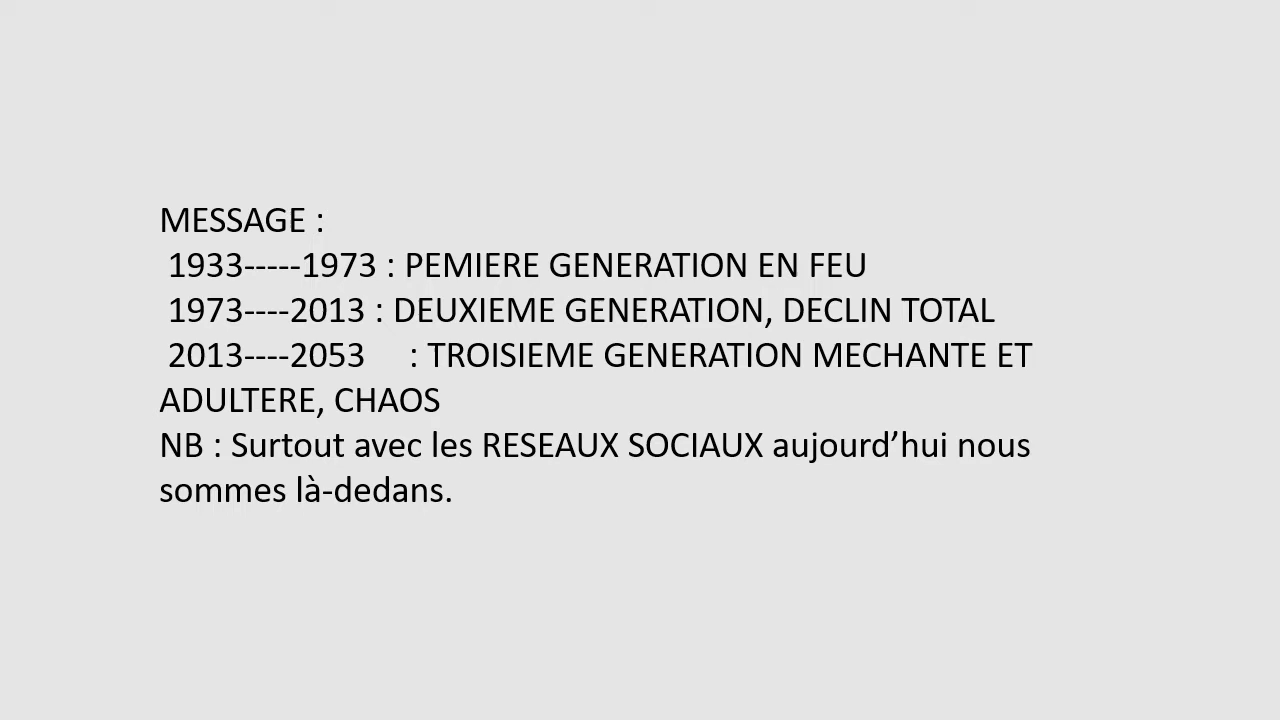 MESSAGE :
1933-----1973 : PEMIERE GENERATION EN FEU
1973----2013 : DEUXIEME GENERATION, DECLIN TOTAL
2013----2053 : TROISIEME GENERATION MECHANTE ET
ADULTERE, CHAOS
NB : Surtout avec les RESEAUX SOCIAUX aujourd’hui nous
sommes là-dedans.